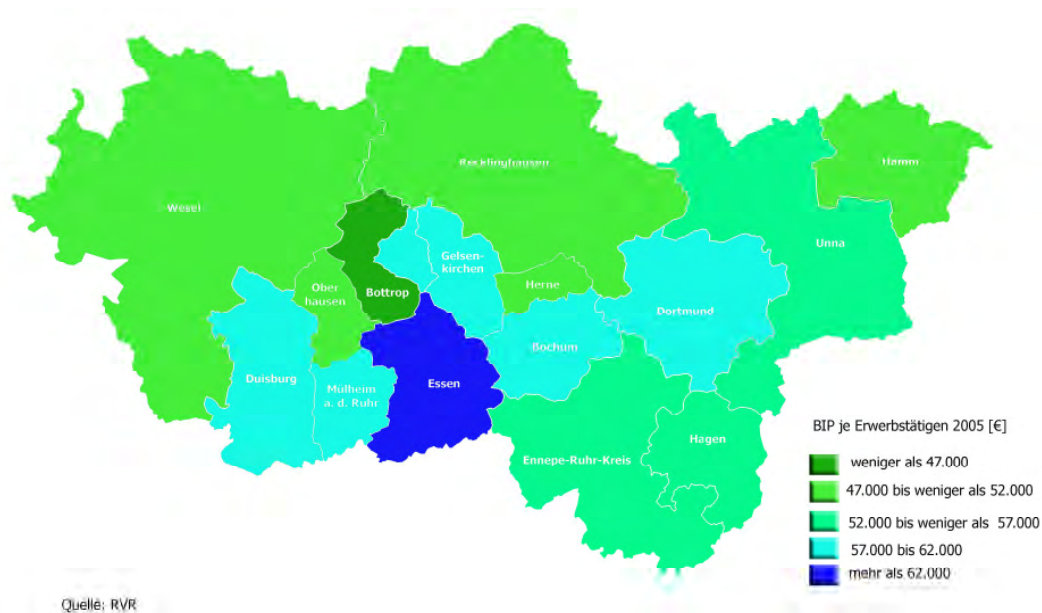 Recklinghausen
Hamm
Wesel
Unna
Gelsen-
kirchen
Ober
hausen
Bottrop
Herne
Dortmund
Bochum
Duisburg
Mülheim
a. d. Ruhr
Essen
Hagen
Ennepe-Ruhr-Kreis
BIP je Erwerbstätigen 2005 [€]
weniger als 47.000
47.000 bis weniger als 52.000
52.000 bis weniger als 57.000
57.000 bis 62.000
mehr als 62.000
Quelle: RVR